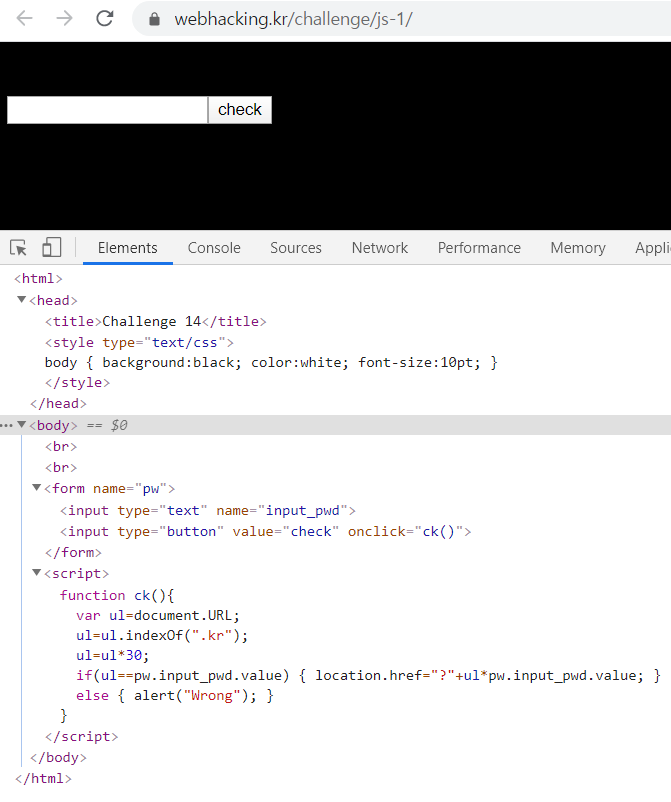 webhacking.kr/challenge/js-1/
check
Elements Console Sources Network Performance Memory Appli
<html>
<head>
<title>Challenge 14</title>
<style type="text/css">
body { background:black; color:white; font-size:10pt; }
</style>
</head>
<body> == $0
<br>
<br>
<form name="pw">
<input type="text" name="input_pwd">
<input type="button" value="check" onclick="ck()">
</form>
<script>
function ck(){
var ul=document.URL;
ul=ul.indexOf(".kr");
ul=ul*30;
if(ul==pw.input_pwd.value) { location.href="?"+ul*pw.input_pwd.value; }
else { alert("Wrong"); }
}
</script>
</body>
</html>